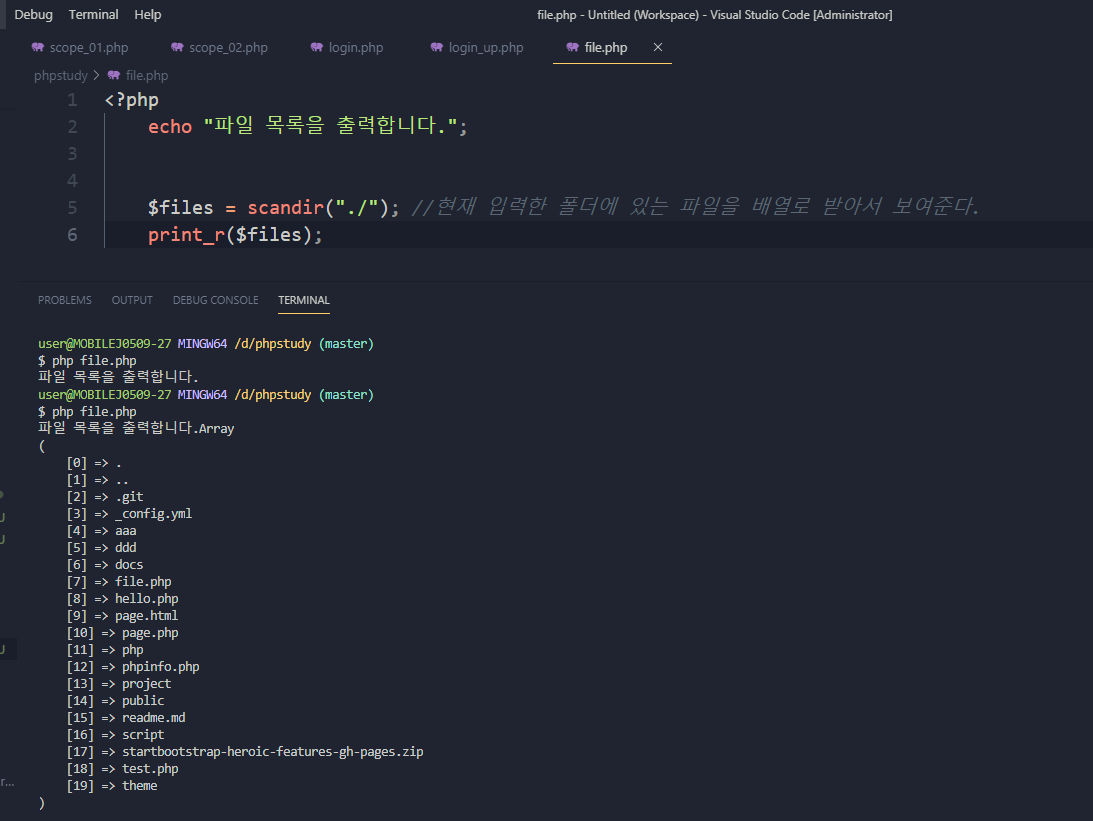 Debug Terminal Help file.php - Untitled (Workspace) - Visual Studio Code [Administrator]
scope_01.php scope_02.php login.php login_up.php file.php ×
phpstudy > file.php
1 <?php
2 echo "파일 목록을 출력합니다.";
3
4
5 $files = scandir("./"); //현재 입력한 폴더에 있는 파일을 배열로 받아서 보여준다.
6 print_r($files);
PROBLEMS OUTPUT DEBUG CONSOLE TERMINAL
user@MOBILEJ0509-27 MINGW64 /d/phpstudy (master)
$ php file.php
파일 목록을 출력합니다.
user@MOBILEJ0509-27 MINGW64 /d/phpstudy (master)
$ php file.php
파일 목록을 출력합니다.Array
(
[0] => .
[1] => ..
[2] => .git
[3] => _config.yml
[4] => aaa
[5] => ddd
[6] => docs
[7] => file.php
[8] => hello.php
[9] => page.html
[10] => page.php
[11] => php
[12] => phpinfo.php
[13] => project
[14] => public
[15] => readme.md
[16] => script
[17] => startbootstrap-heroic-features-gh-pages.zip
[18] => test.php
[19] => theme
)